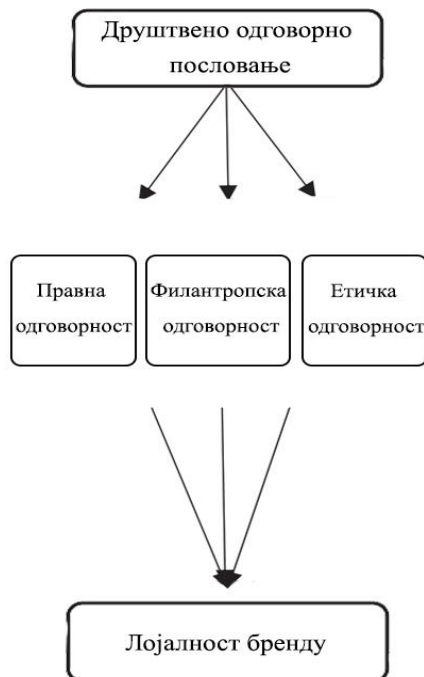 Друштвено одговорно
пословање
Правна
одговорност
Филантропска
одговорност
Етичка
одговорност
Лојалност бренду